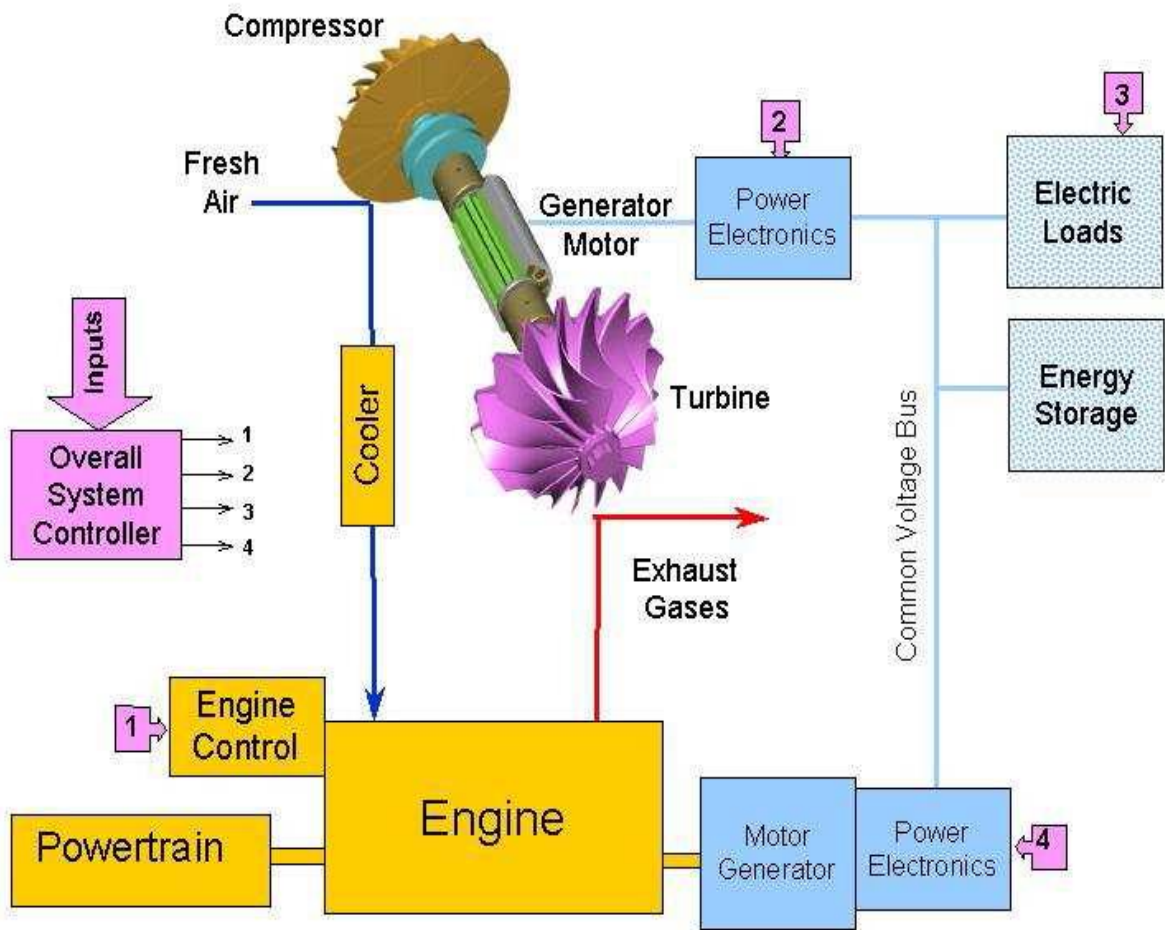 Compressor
Fresh
Air
Generator
Motor
2
Power
Electronics
3
Electric
Loads
Inputs
Overall
System
Controller
1
2
3
4
Cooler
Turbine
Energy
Storage
Exhaust
Gases
Common Voltage Bus
1
Engine
Control
Powertrain
Engine
Motor
Generator
Power
Electronics
4